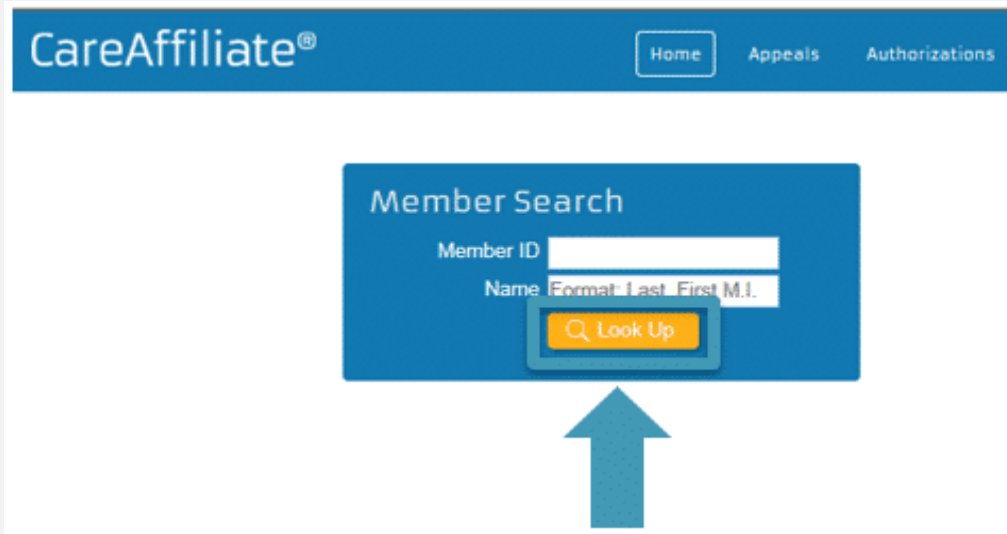 CareAffiliate®
Home Appeals Authorizations
Member Search
Member ID
Name Format: Last, First M.I.
Look Up